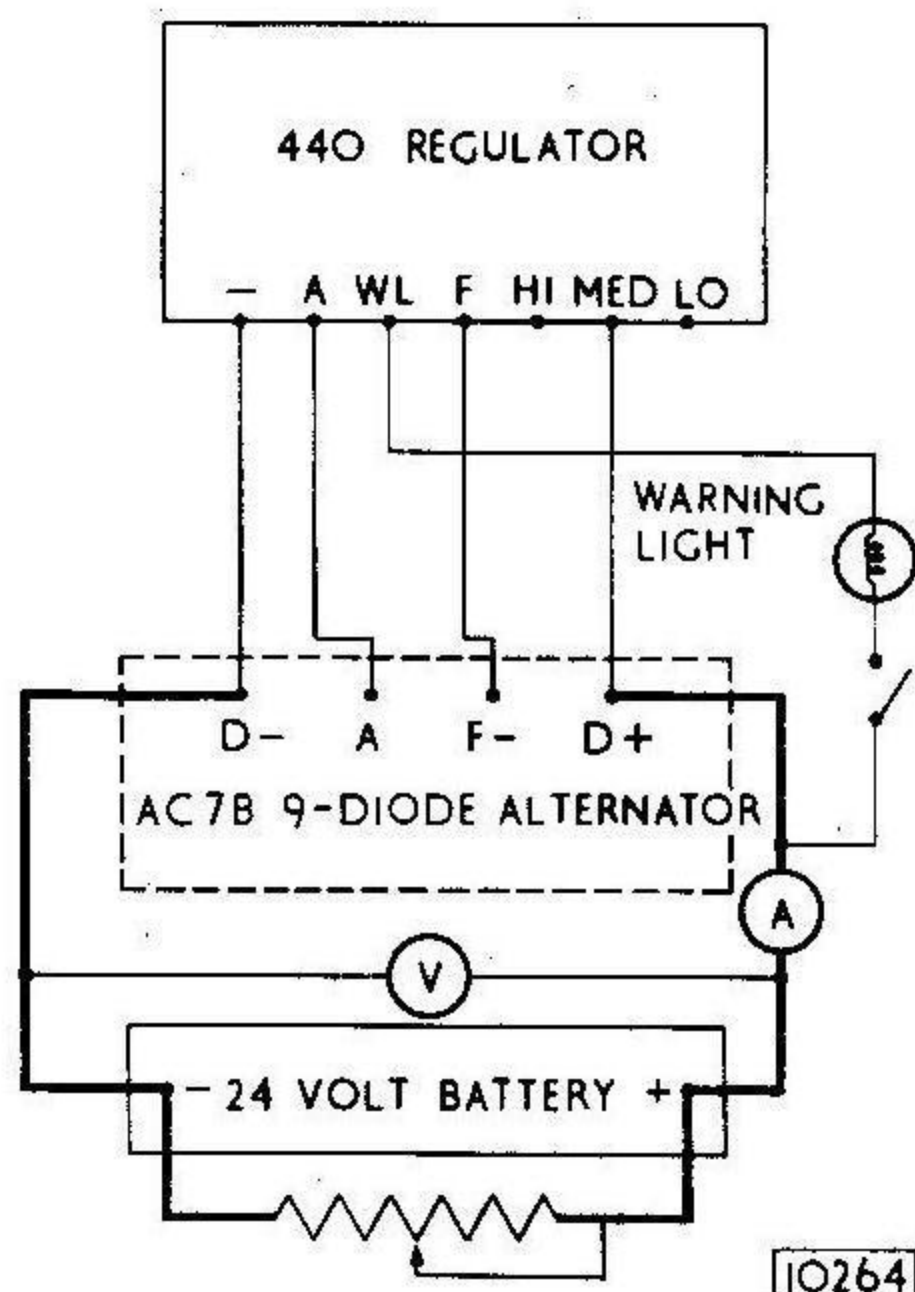 440 REGULATOR
− A WL F HI MED LO
WARNING
LIGHT
D− A F− D+
AC7B 9-DIODE ALTERNATOR
A
V
− 24 VOLT BATTERY +
10264